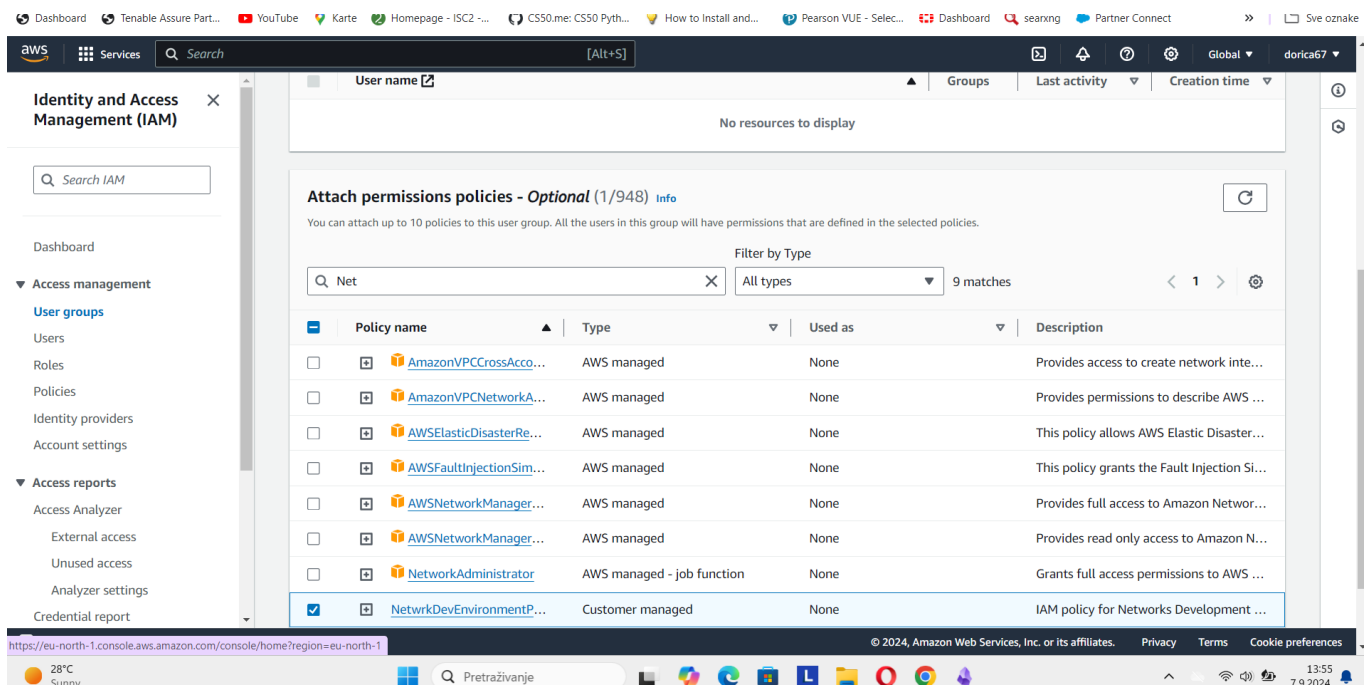 Dashboard Tenable Assure Part... YouTube Karte Homepage - ISC2 -... CS50.me: CS50 Pyth... How to Install and... Pearson VUE - Selec... Dashboard searxng Partner Connect » Sve oznake
aws Services Search [Alt+S] Global ▼ dorica67 ▼
Identity and Access
Management (IAM)
Search IAM
Dashboard
Access management
User groups
Users
Roles
Policies
Identity providers
Account settings
Access reports
Access Analyzer
External access
Unused access
Analyzer settings
Credential report
User name Groups Last activity Creation time
No resources to display
Attach permissions policies - Optional (1/948) Info
You can attach up to 10 policies to this user group. All the users in this group will have permissions that are defined in the selected policies.
Filter by Type
Net All types 9 matches < 1 >
Policy name Type Used as Description
AmazonVPCCrossAcco... AWS managed None Provides access to create network inte...
AmazonVPCNetworkA... AWS managed None Provides permissions to describe AWS ...
AWSElasticDisasterRe... AWS managed None This policy allows AWS Elastic Disaster...
AWSFaultInjectionSim... AWS managed None This policy grants the Fault Injection Si...
AWSNetworkManager... AWS managed None Provides full access to Amazon Networ...
AWSNetworkManager... AWS managed None Provides read only access to Amazon N...
NetworkAdministrator AWS managed - job function None Grants full access permissions to AWS ...
NetwrkDevEnvironmentP... Customer managed None IAM policy for Networks Development ...
https://eu-north-1.console.aws.amazon.com/console/home?region=eu-north-1 © 2024, Amazon Web Services, Inc. or its affiliates. Privacy Terms Cookie preferences
28°C
Sunny
Pretraživanje
13:55
7.9.2024